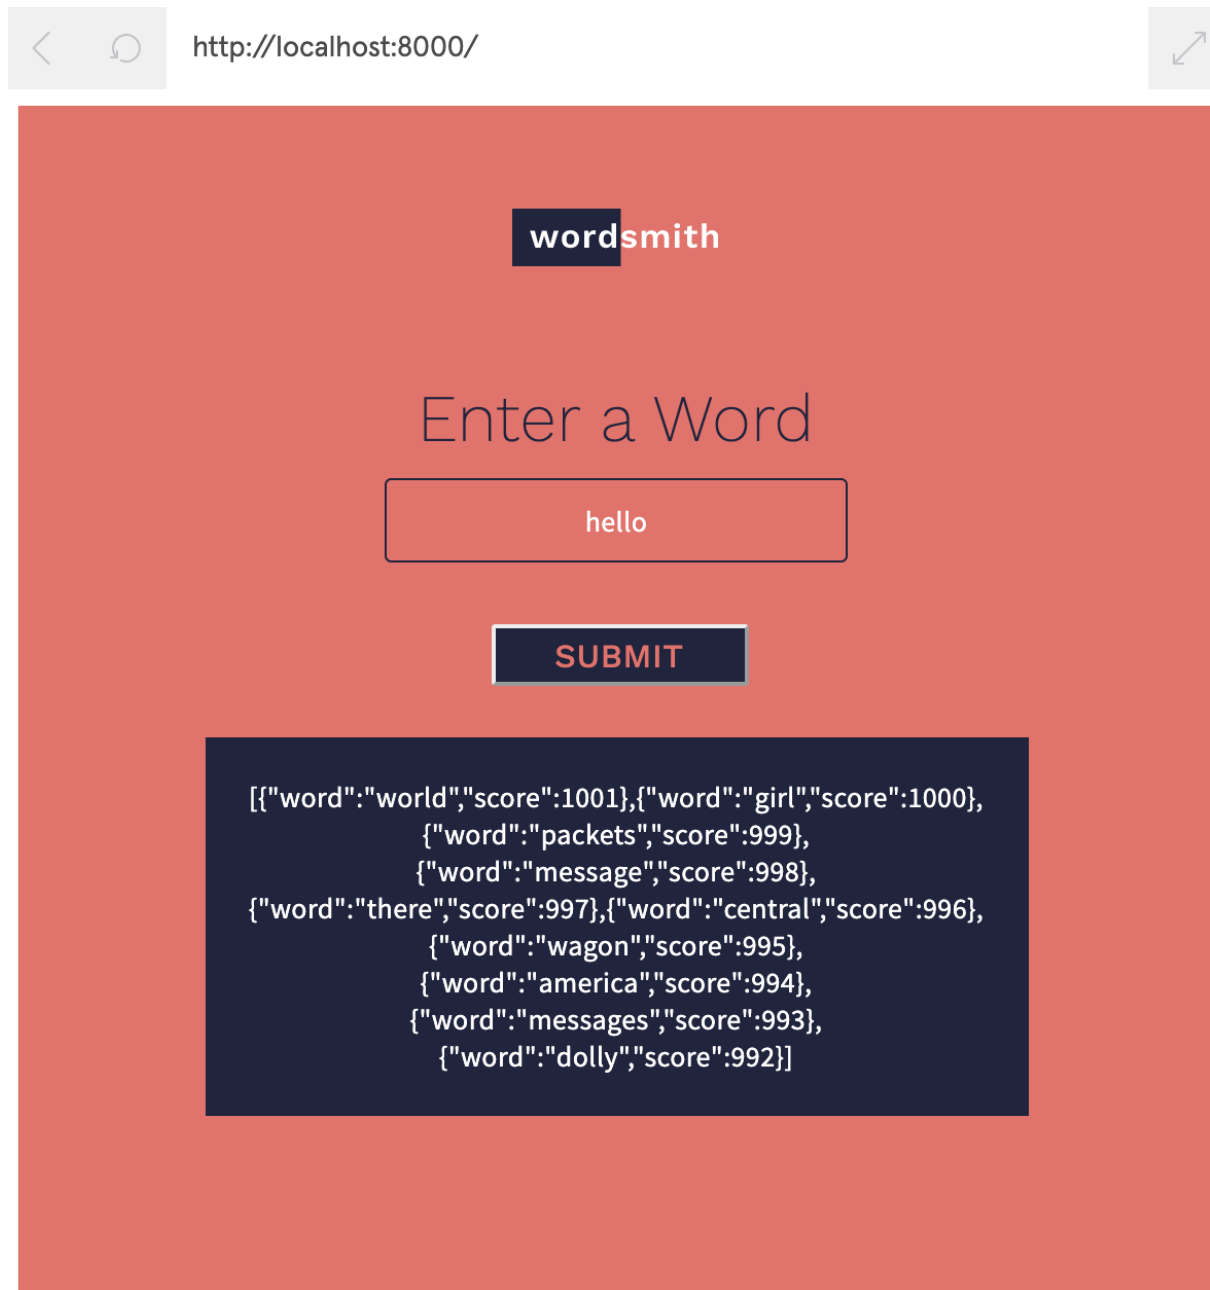 http://localhost:8000/
wordsmith
Enter a Word
hello
SUBMIT
[{"word":"world","score":1001},{"word":"girl","score":1000},
{"word":"packets","score":999},
{"word":"message","score":998},
{"word":"there","score":997},{"word":"central","score":996},
{"word":"wagon","score":995},
{"word":"america","score":994},
{"word":"messages","score":993},
{"word":"dolly","score":992}]